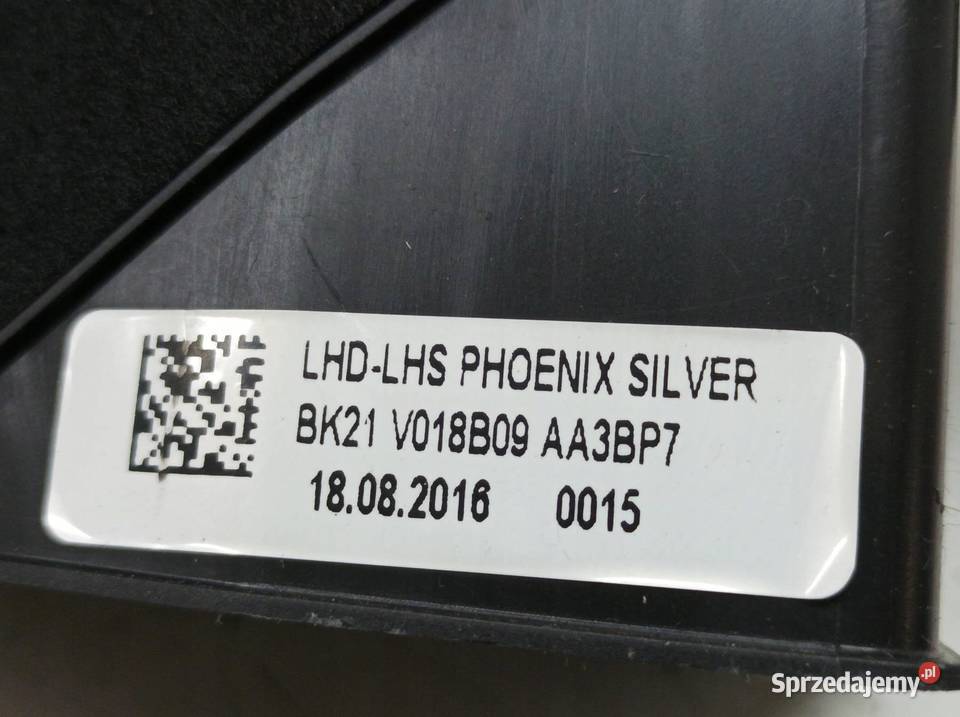 LHD-LHS PHOENIX SILVER
BK21 V018B09 AA3BP7
18.08.2016 0015
Sprzedajemy.pl